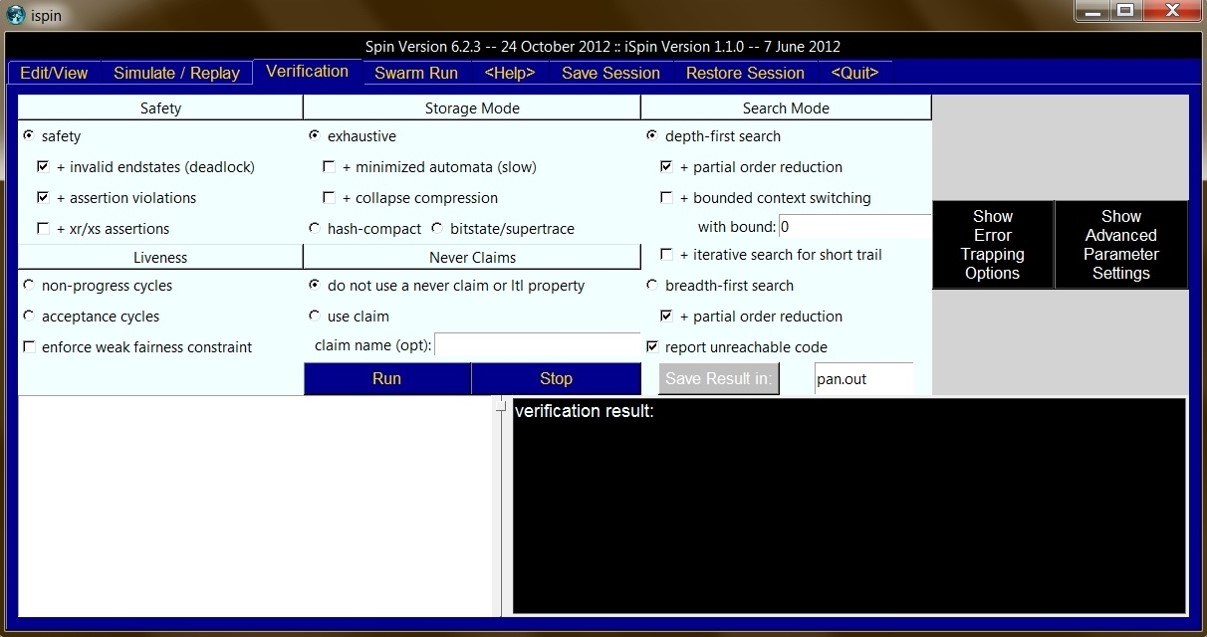 ispin
Spin Version 6.2.3 -- 24 October 2012 :: iSpin Version 1.1.0 -- 7 June 2012
Edit/View Simulate / Replay Verification Swarm Run <Help> Save Session Restore Session <Quit>
Safety Storage Mode Search Mode
safety exhaustive depth-first search
+ invalid endstates (deadlock) + minimized automata (slow) + partial order reduction
+ assertion violations + collapse compression + bounded context switching
+ xr/xs assertions hash-compact bitstate/supertrace with bound: 0
Liveness Never Claims + iterative search for short trail
non-progress cycles do not use a never claim or ltl property breadth-first search
acceptance cycles use claim + partial order reduction
enforce weak fairness constraint claim name (opt): report unreachable code
Run Stop Save Result in: pan.out
Show
Error
Trapping
Options
Show
Advanced
Parameter
Settings
verification result: